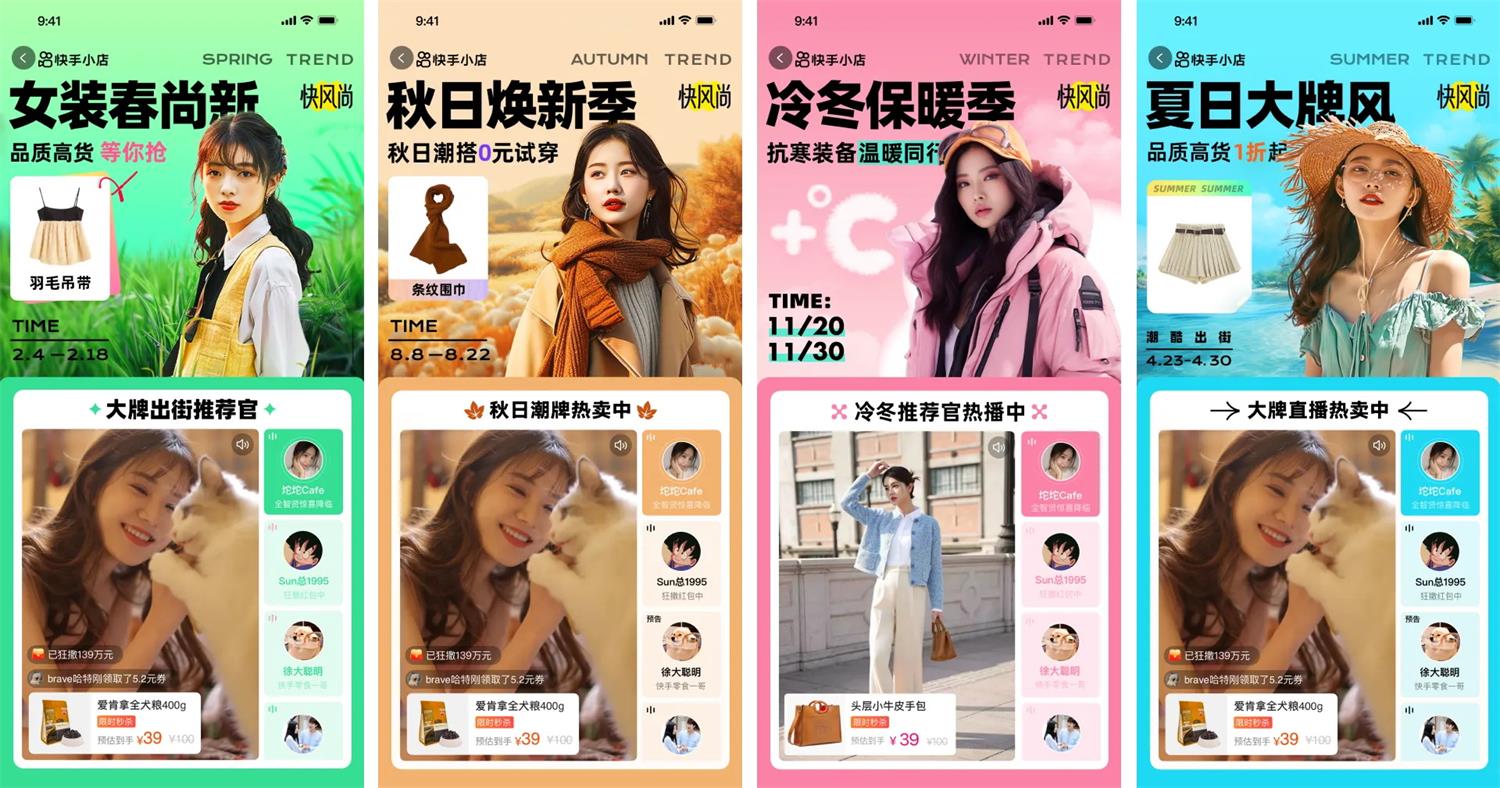 9:41
快手小店
SPRING TREND
女装春尚新
快风尚
品质高货 等你抢
羽毛吊带
TIME
2.4—2.18
大牌出街推荐官
坨坨Cafe
全智贤惊喜降临
Sun总1995
狂撒红包中
徐大聪明
快手零食一哥
已狂撒139万元
brave哈特刚领取了5.2元券
爱肯拿全犬粮400g
限时秒杀
预估到手 ¥39 ¥100
9:41
快手小店
AUTUMN TREND
秋日焕新季
快风尚
秋日潮搭0元试穿
条纹围巾
TIME
8.8—8.22
秋日潮牌热卖中
坨坨Cafe
全智贤惊喜降临
Sun总1995
狂撒红包中
预告
徐大聪明
快手零食一哥
已狂撒139万元
brave哈特刚领取了5.2元券
爱肯拿全犬粮400g
限时秒杀
预估到手 ¥39 ¥100
9:41
快手小店
WINTER TREND
冷冬保暖季
快风尚
抗寒装备温暖同行
+°C
TIME:
11/20
11/30
冷冬推荐官热播中
坨坨Cafe
全智贤惊喜降临
Sun总1995
狂撒红包中
徐大聪明
快手零食一哥
头层小牛皮手包
限时秒杀
预估到手 ¥39 ¥100
9:41
快手小店
SUMMER TREND
夏日大牌风
快风尚
品质高货1折起
SUMMER SUMMER
潮酷出街
4.23-4.30
大牌直播热卖中
坨坨Cafe
全智贤惊喜降临
Sun总1995
狂撒红包中
预告
徐大聪明
快手零食一哥
已狂撒139万元
brave哈特刚领取了5.2元券
爱肯拿全犬粮400g
限时秒杀
预估到手 ¥39 ¥100